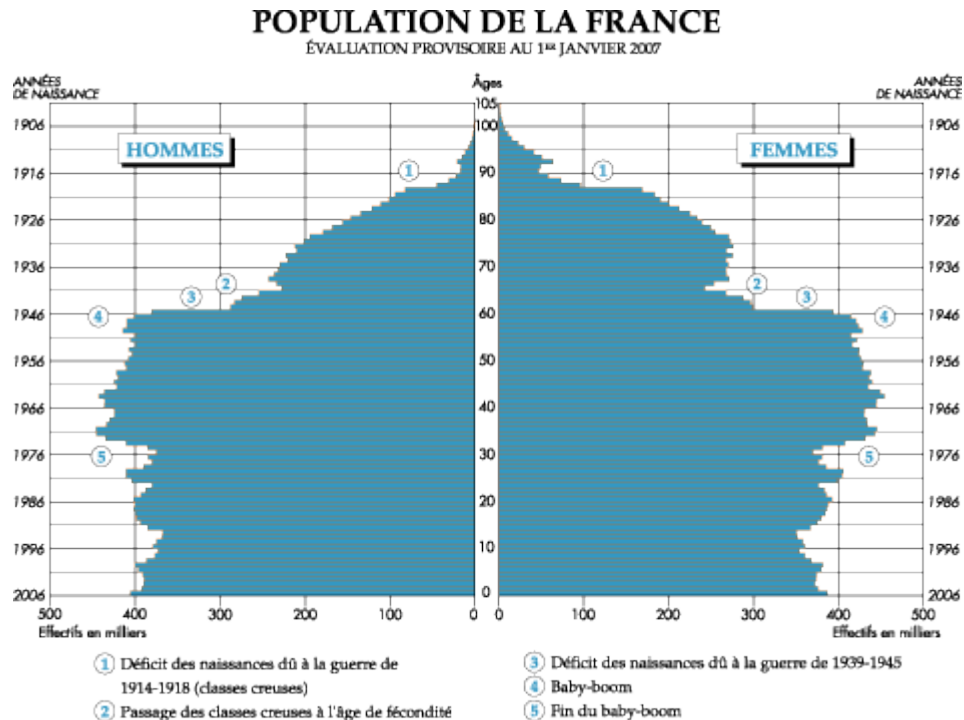 POPULATION DE LA FRANCE
ÉVALUATION PROVISOIRE AU 1ER JANVIER 2007
ANNÉES
DE NAISSANCE
Âges
ANNÉES
DE NAISSANCE
105
1906 100 1906
HOMMES FEMMES
1 1
1916 90 1916
1926 80 1926
1936 70 1936
2 2
3 3
1946 60 1946
4 4
1956 50 1956
1966 40 1966
1976 5 30 5 1976
1986 20 1986
1996 10 1996
2006 0 2006
500 400 300 200 100 0 0 100 200 300 400 500
Effectifs en milliers Effectifs en milliers
1 Déficit des naissances dû à la guerre de
1914-1918 (classes creuses)
2 Passage des classes creuses à l'âge de fécondité
3 Déficit des naissances dû à la guerre de 1939-1945
4 Baby-boom
5 Fin du baby-boom